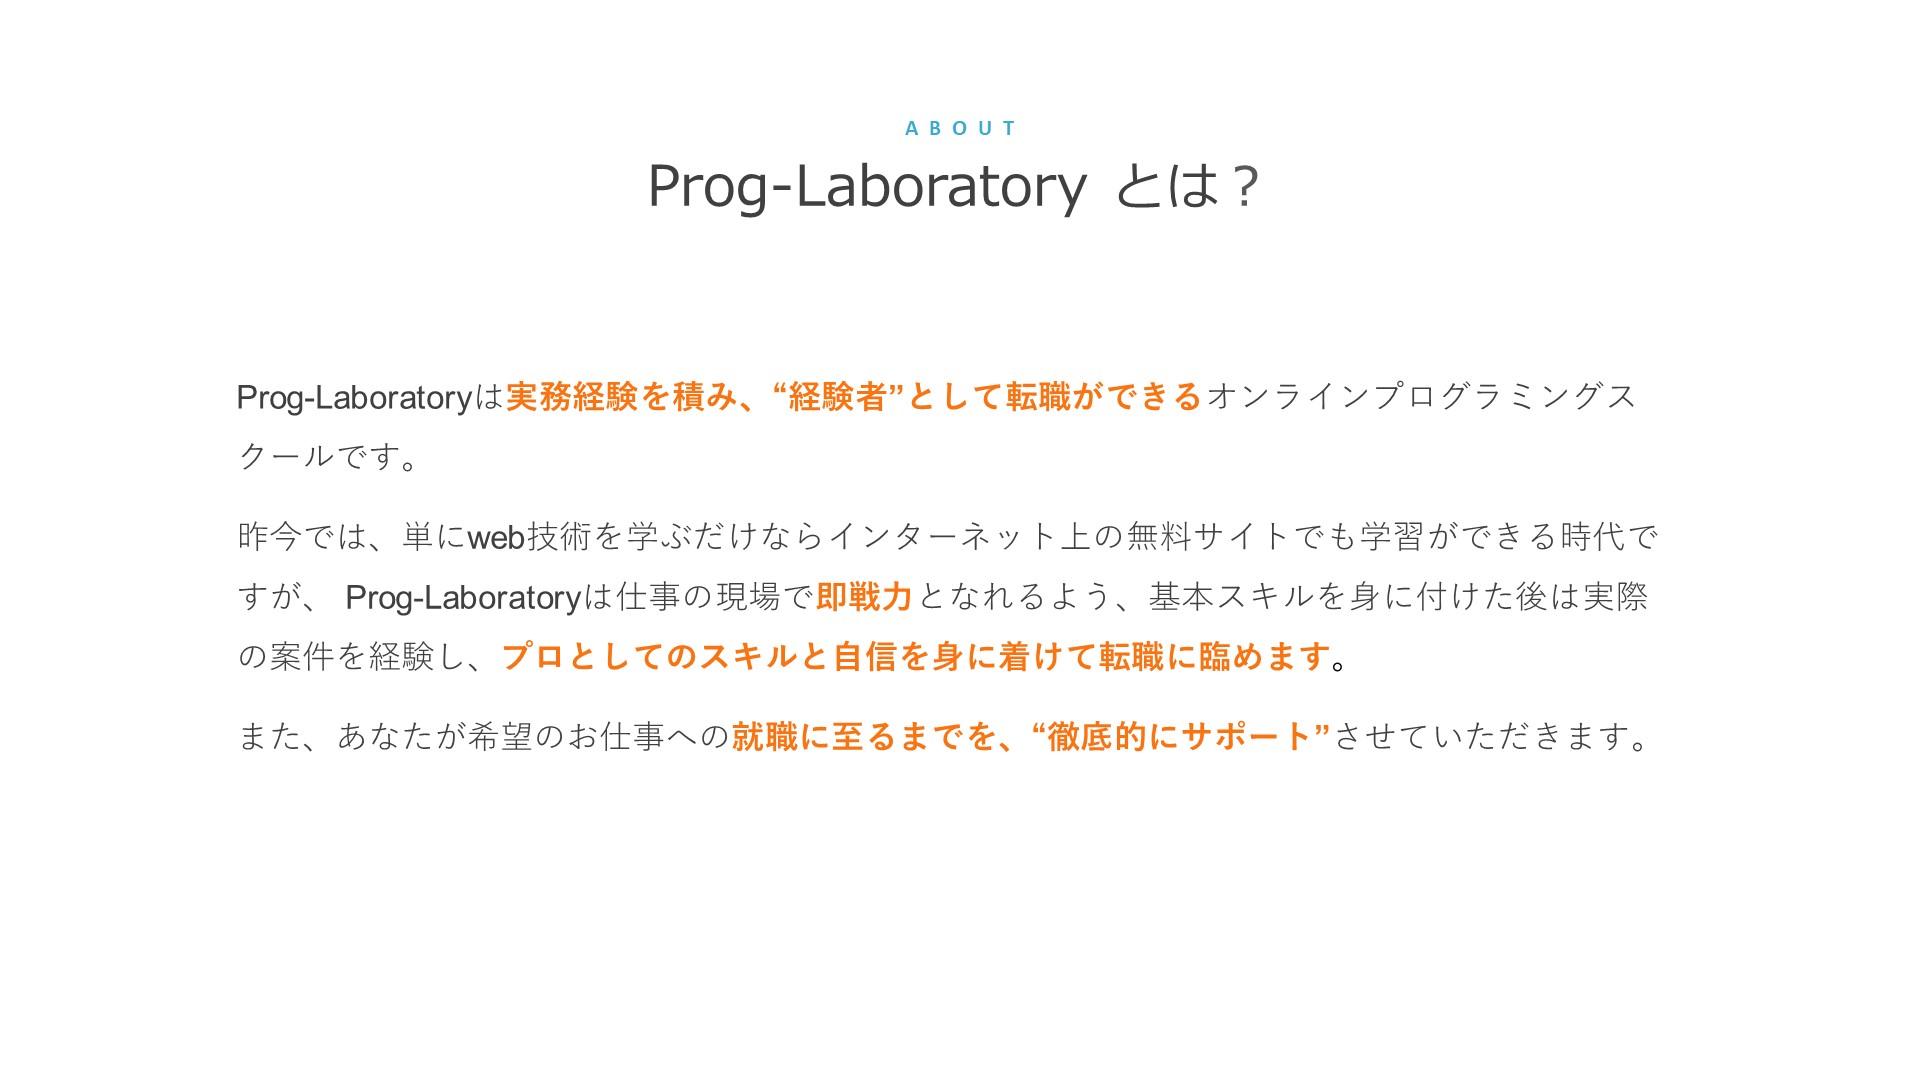 ABOUT
Prog-Laboratory とは？
Prog-Laboratoryは実務経験を積み、“経験者”として転職ができるオンラインプログラミングス
クールです。
昨今では、単にweb技術を学ぶだけならインターネット上の無料サイトでも学習ができる時代で
すが、 Prog-Laboratoryは仕事の現場で即戦力となれるよう、基本スキルを身に付けた後は実際
の案件を経験し、プロとしてのスキルと自信を身に着けて転職に臨めます。
また、あなたが希望のお仕事への就職に至るまでを、“徹底的にサポート”させていただきます。